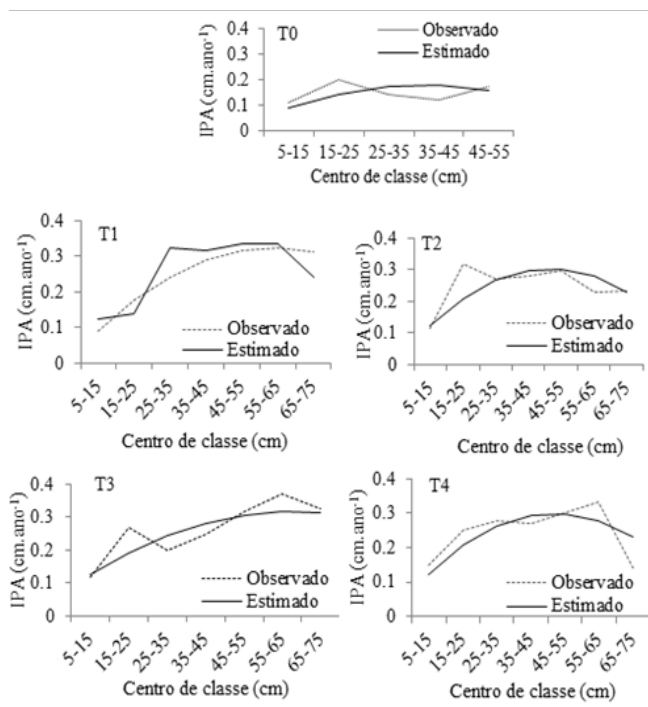 T0
Observado
Estimado
IPA (cm.ano-1)
0.4
0.3
0.2
0.1
0
5-15 15-25 25-35 35-45 45-55
Centro de classe (cm)
T1
Observado
Estimado
IPA (cm.ano-1)
0.4
0.3
0.2
0.1
0
5-15 15-25 25-35 35-45 45-55 55-65 65-75
Centro de classe (cm)
T2
Observado
Estimado
IPA (cm.ano-1)
0.4
0.3
0.2
0.1
0
5-15 15-25 25-35 35-45 45-55 55-65 65-75
Centro de classe (cm)
T3
Observado
Estimado
IPA (cm.ano-1)
0.4
0.3
0.2
0.1
0
5-15 15-25 25-35 35-45 45-55 55-65 65-75
Centro de classe (cm)
T4
Observado
Estimado
IPA (cm.ano-1)
0.4
0.3
0.2
0.1
0
5-15 15-25 25-35 35-45 45-55 55-65 65-75
Centro de classe (cm)